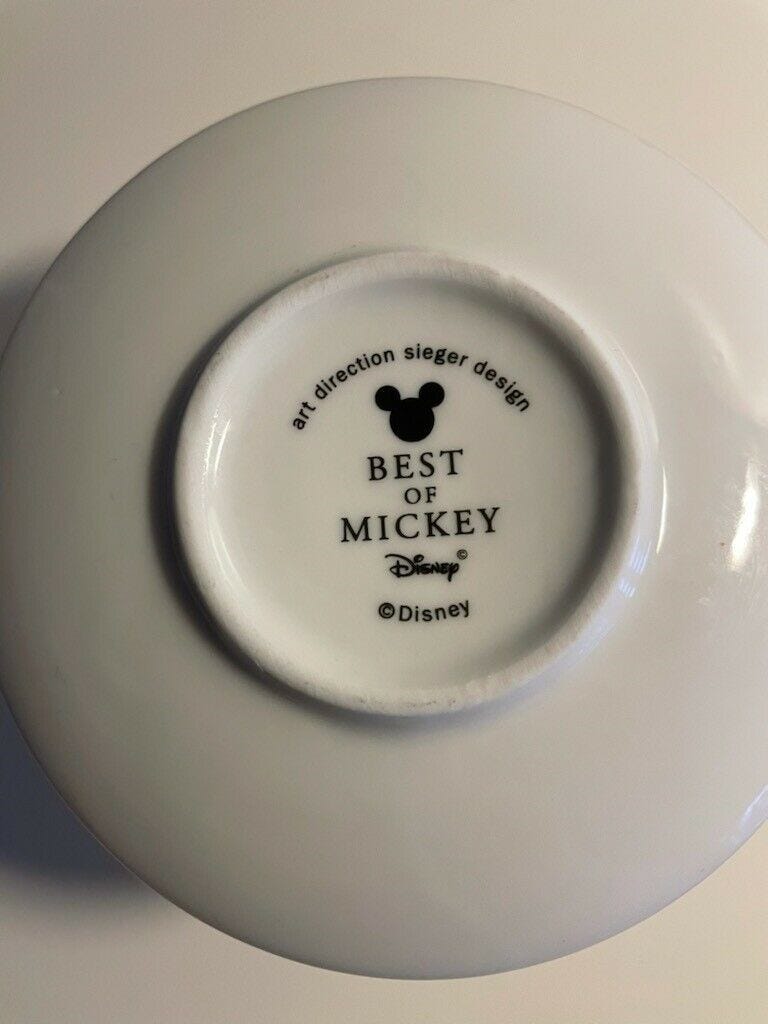 art direction sieger design
BEST
OF
MICKEY
Disney©
©Disney